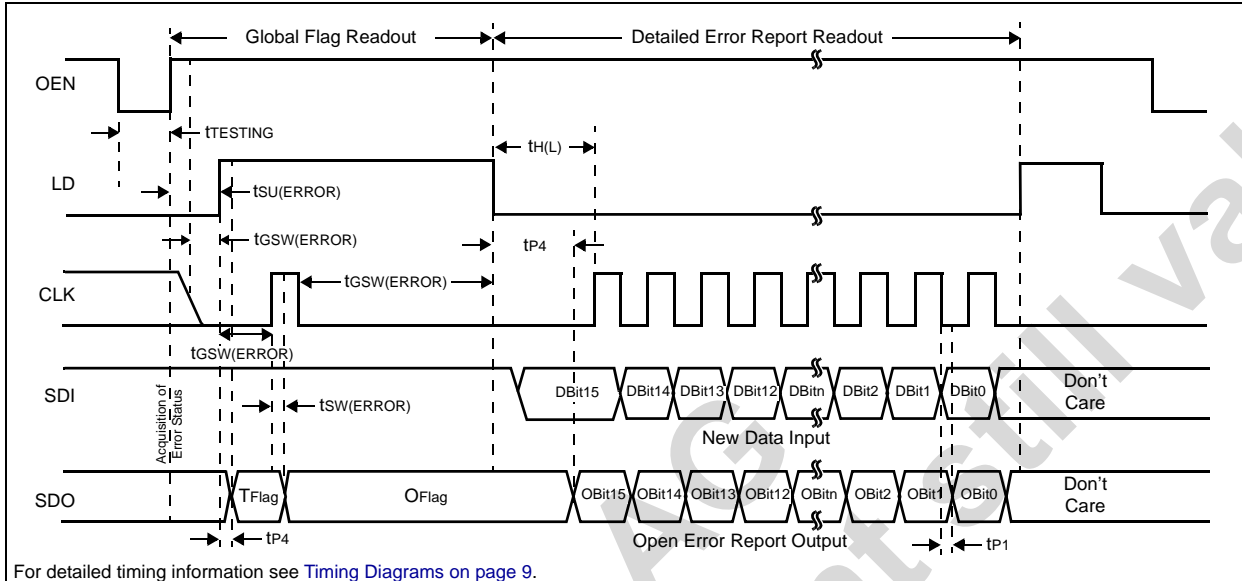 Global Flag Readout
Detailed Error Report Readout
OEN
tTESTING
tH(L)
LD
tSU(ERROR)
tGSW(ERROR)
tP4
CLK
tGSW(ERROR)
tGSW(ERROR)
SDI
DBit15 DBit14 DBit13 DBit12 DBitn DBit2 DBit1 DBit0
Don't
Care
Acquisition of
Error Status
tSW(ERROR)
New Data Input
SDO
TFlag
OFlag
OBit15 OBit14 OBit13 OBit12 OBitn OBit2 OBit1 OBit0
Don't
Care
tP4
Open Error Report Output
tP1
For detailed timing information see Timing Diagrams on page 9.
AG
still